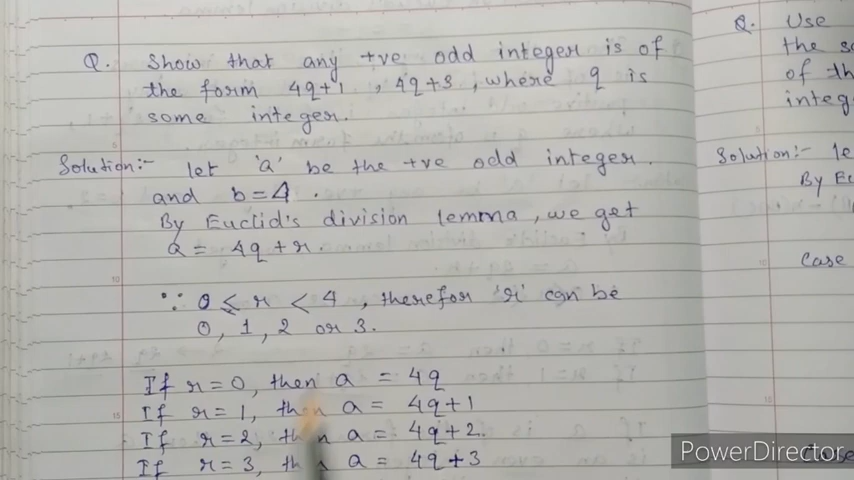 Q. Show that any +ve odd integer is of
the form 4q+1, 4q+3, where q is
some integer.
Solution:- let 'a' be the +ve odd integer.
and b=4.
By Euclid's division lemma, we get
a = 4q+r.
∵ 0 ≤ r < 4, therefor 'r' can be
0, 1, 2 or 3.
If r=0, then a = 4q
If r=1, then a = 4q+1
If r=2, then a = 4q+2.
If r=3, then a = 4q+3
Q. Use
the
of
integ
Solution:- le
By Eu
Case
Case
PowerDirector